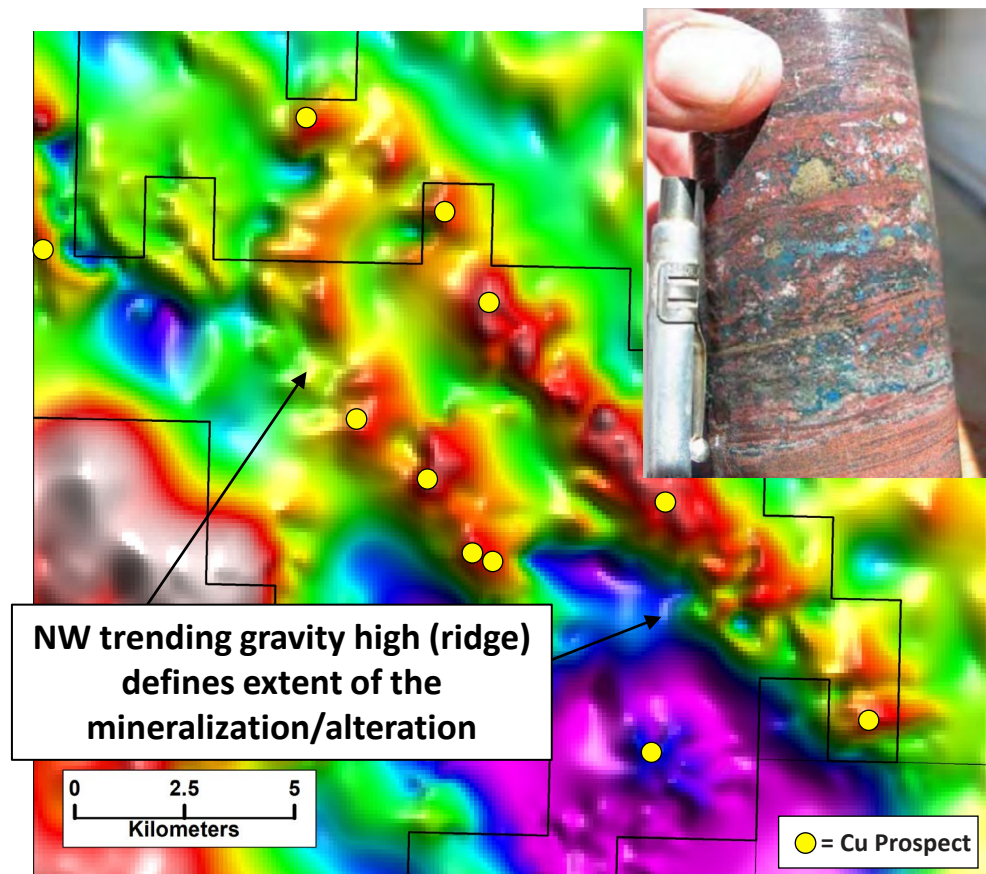 NW trending gravity high (ridge)
defines extent of the
mineralization/alteration
0 2.5 5
Kilometers
= Cu Prospect